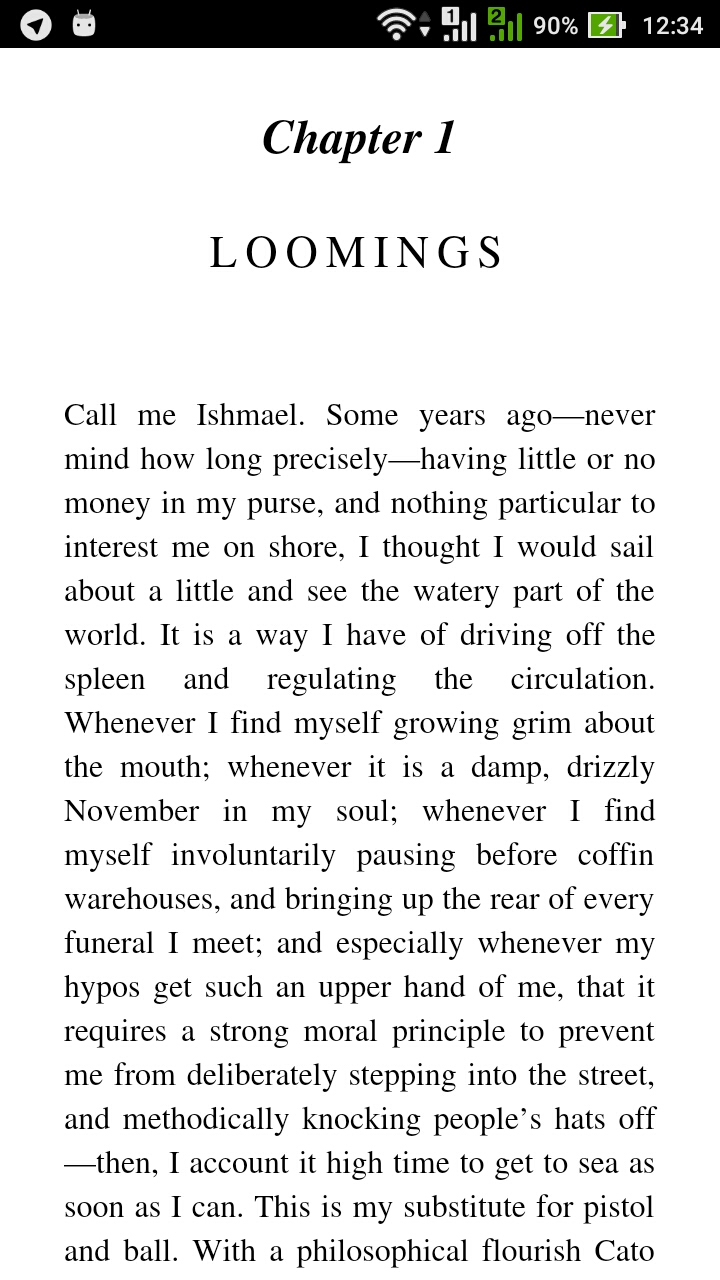 1 2 90% 12:34
Chapter 1
LOOMINGS
Call me Ishmael. Some years ago—never
mind how long precisely—having little or no
money in my purse, and nothing particular to
interest me on shore, I thought I would sail
about a little and see the watery part of the
world. It is a way I have of driving off the
spleen and regulating the circulation.
Whenever I find myself growing grim about
the mouth; whenever it is a damp, drizzly
November in my soul; whenever I find
myself involuntarily pausing before coffin
warehouses, and bringing up the rear of every
funeral I meet; and especially whenever my
hypos get such an upper hand of me, that it
requires a strong moral principle to prevent
me from deliberately stepping into the street,
and methodically knocking people’s hats off
—then, I account it high time to get to sea as
soon as I can. This is my substitute for pistol
and ball. With a philosophical flourish Cato